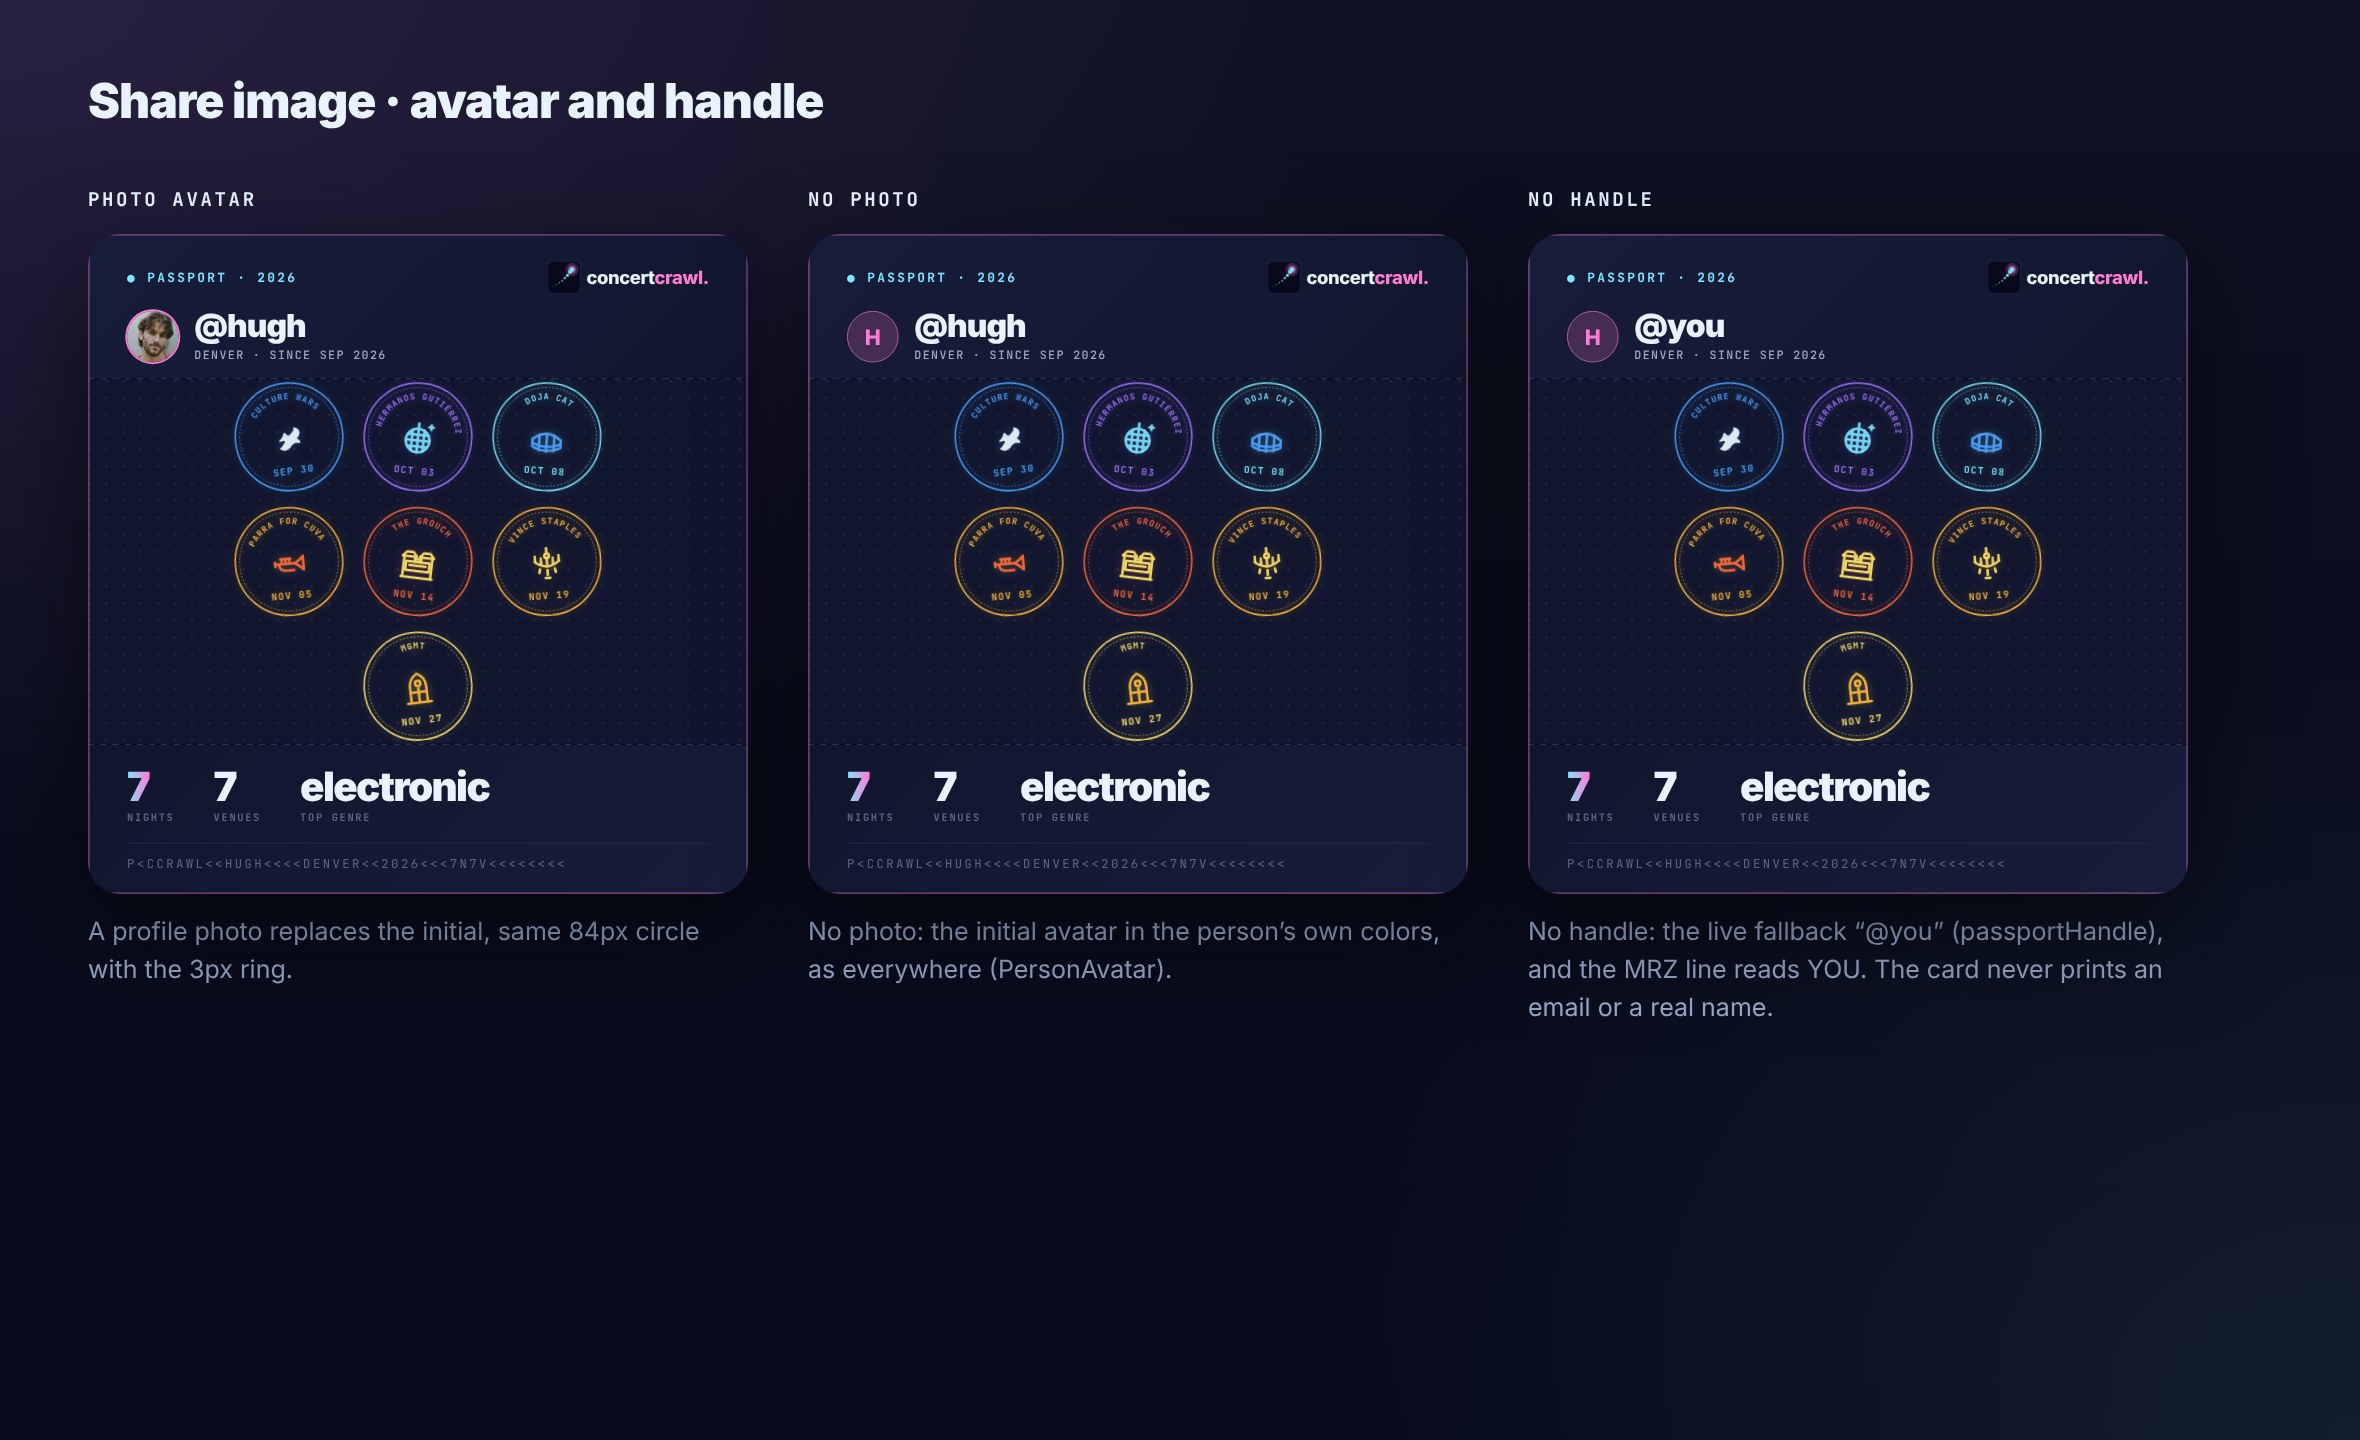 Share image · avatar and handle
PHOTO AVATAR
PASSPORT · 2026
concertcrawl.
@hugh
DENVER · SINCE SEP 2026
CULTURE WARS
SEP 30
HERMANOS GUTIÉRREZ
OCT 03
DOJA CAT
OCT 08
PARRA FOR CUVA
NOV 05
THE GROUCH
NOV 14
VINCE STAPLES
NOV 19
MGMT
NOV 27
7
NIGHTS
7
VENUES
electronic
TOP GENRE
P<CCRAWL<<HUGH<<<<DENVER<<2026<<<7N7V<<<<<<<<
A profile photo replaces the initial, same 84px circle
with the 3px ring.
NO PHOTO
PASSPORT · 2026
concertcrawl.
H
@hugh
DENVER · SINCE SEP 2026
CULTURE WARS
SEP 30
HERMANOS GUTIÉRREZ
OCT 03
DOJA CAT
OCT 08
PARRA FOR CUVA
NOV 05
THE GROUCH
NOV 14
VINCE STAPLES
NOV 19
MGMT
NOV 27
7
NIGHTS
7
VENUES
electronic
TOP GENRE
P<CCRAWL<<HUGH<<<<DENVER<<2026<<<7N7V<<<<<<<<
No photo: the initial avatar in the person’s own colors,
as everywhere (PersonAvatar).
NO HANDLE
PASSPORT · 2026
concertcrawl.
H
@you
DENVER · SINCE SEP 2026
CULTURE WARS
SEP 30
HERMANOS GUTIÉRREZ
OCT 03
DOJA CAT
OCT 08
PARRA FOR CUVA
NOV 05
THE GROUCH
NOV 14
VINCE STAPLES
NOV 19
MGMT
NOV 27
7
NIGHTS
7
VENUES
electronic
TOP GENRE
P<CCRAWL<<HUGH<<<<DENVER<<2026<<<7N7V<<<<<<<<
No handle: the live fallback “@you” (passportHandle),
and the MRZ line reads YOU. The card never prints an
email or a real name.